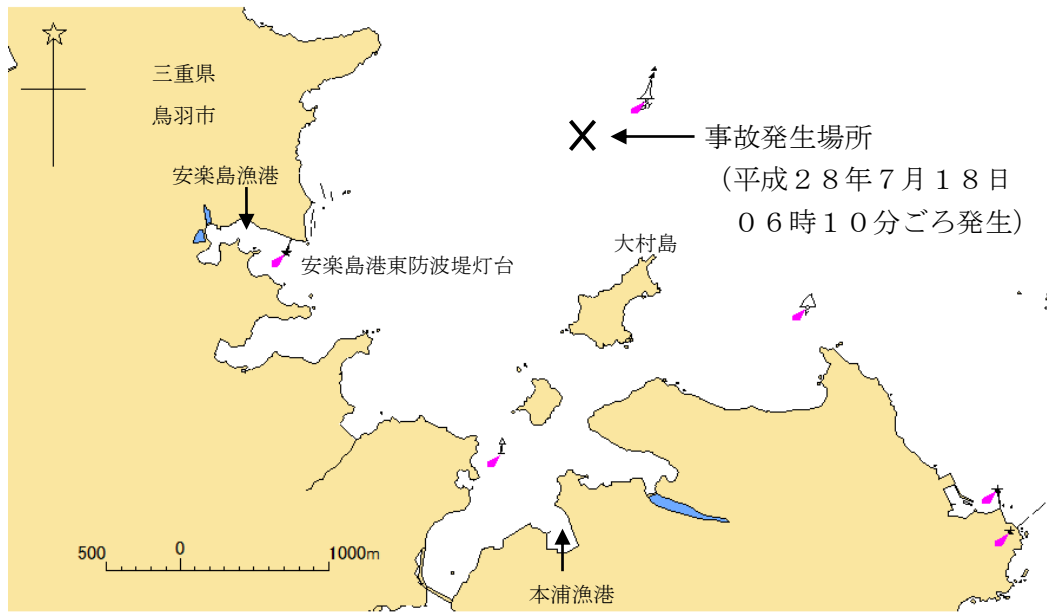 三重県
鳥羽市
事故発生場所
（平成２８年７月１８日
０６時１０分ごろ発生）
安楽島漁港
大村島
安楽島港東防波堤灯台
500
0
1000m
本浦漁港